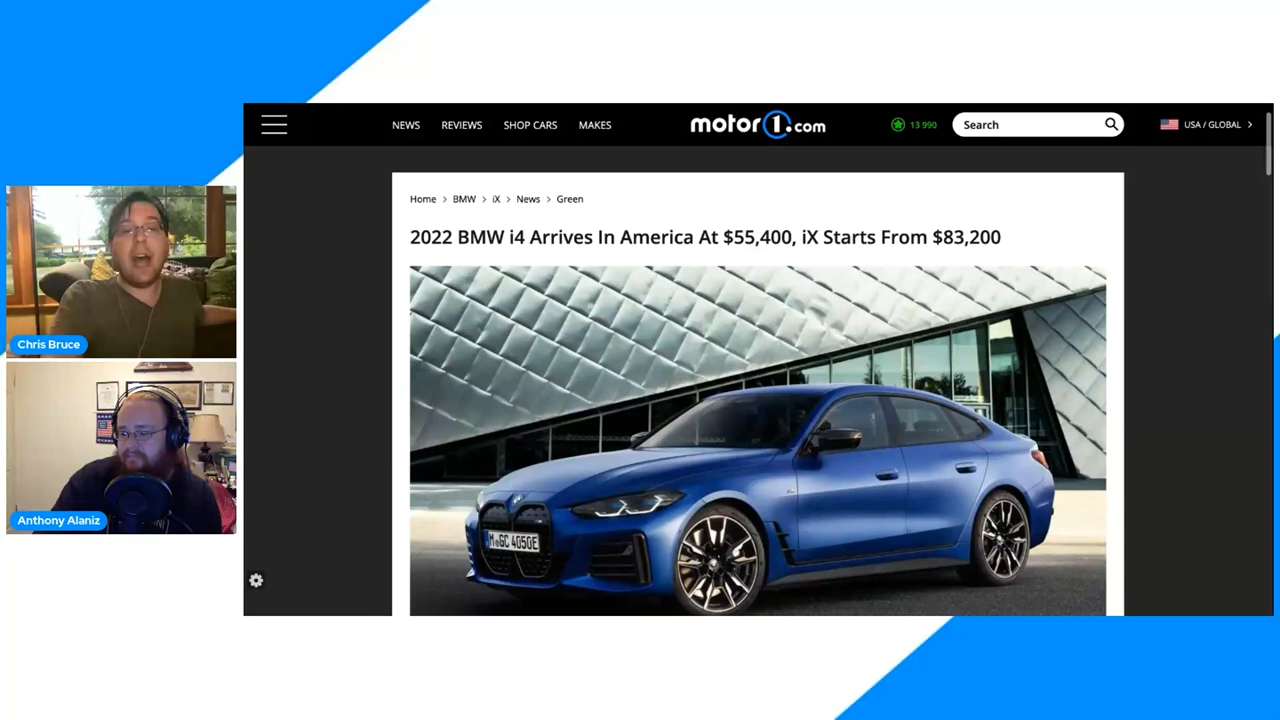 NEWS REVIEWS SHOP CARS MAKES motor1.com 13 990 Search USA / GLOBAL
Home > BMW > iX > News > Green
2022 BMW i4 Arrives In America At $55,400, iX Starts From $83,200
Chris Bruce
Anthony Alaniz
M GC 4050E